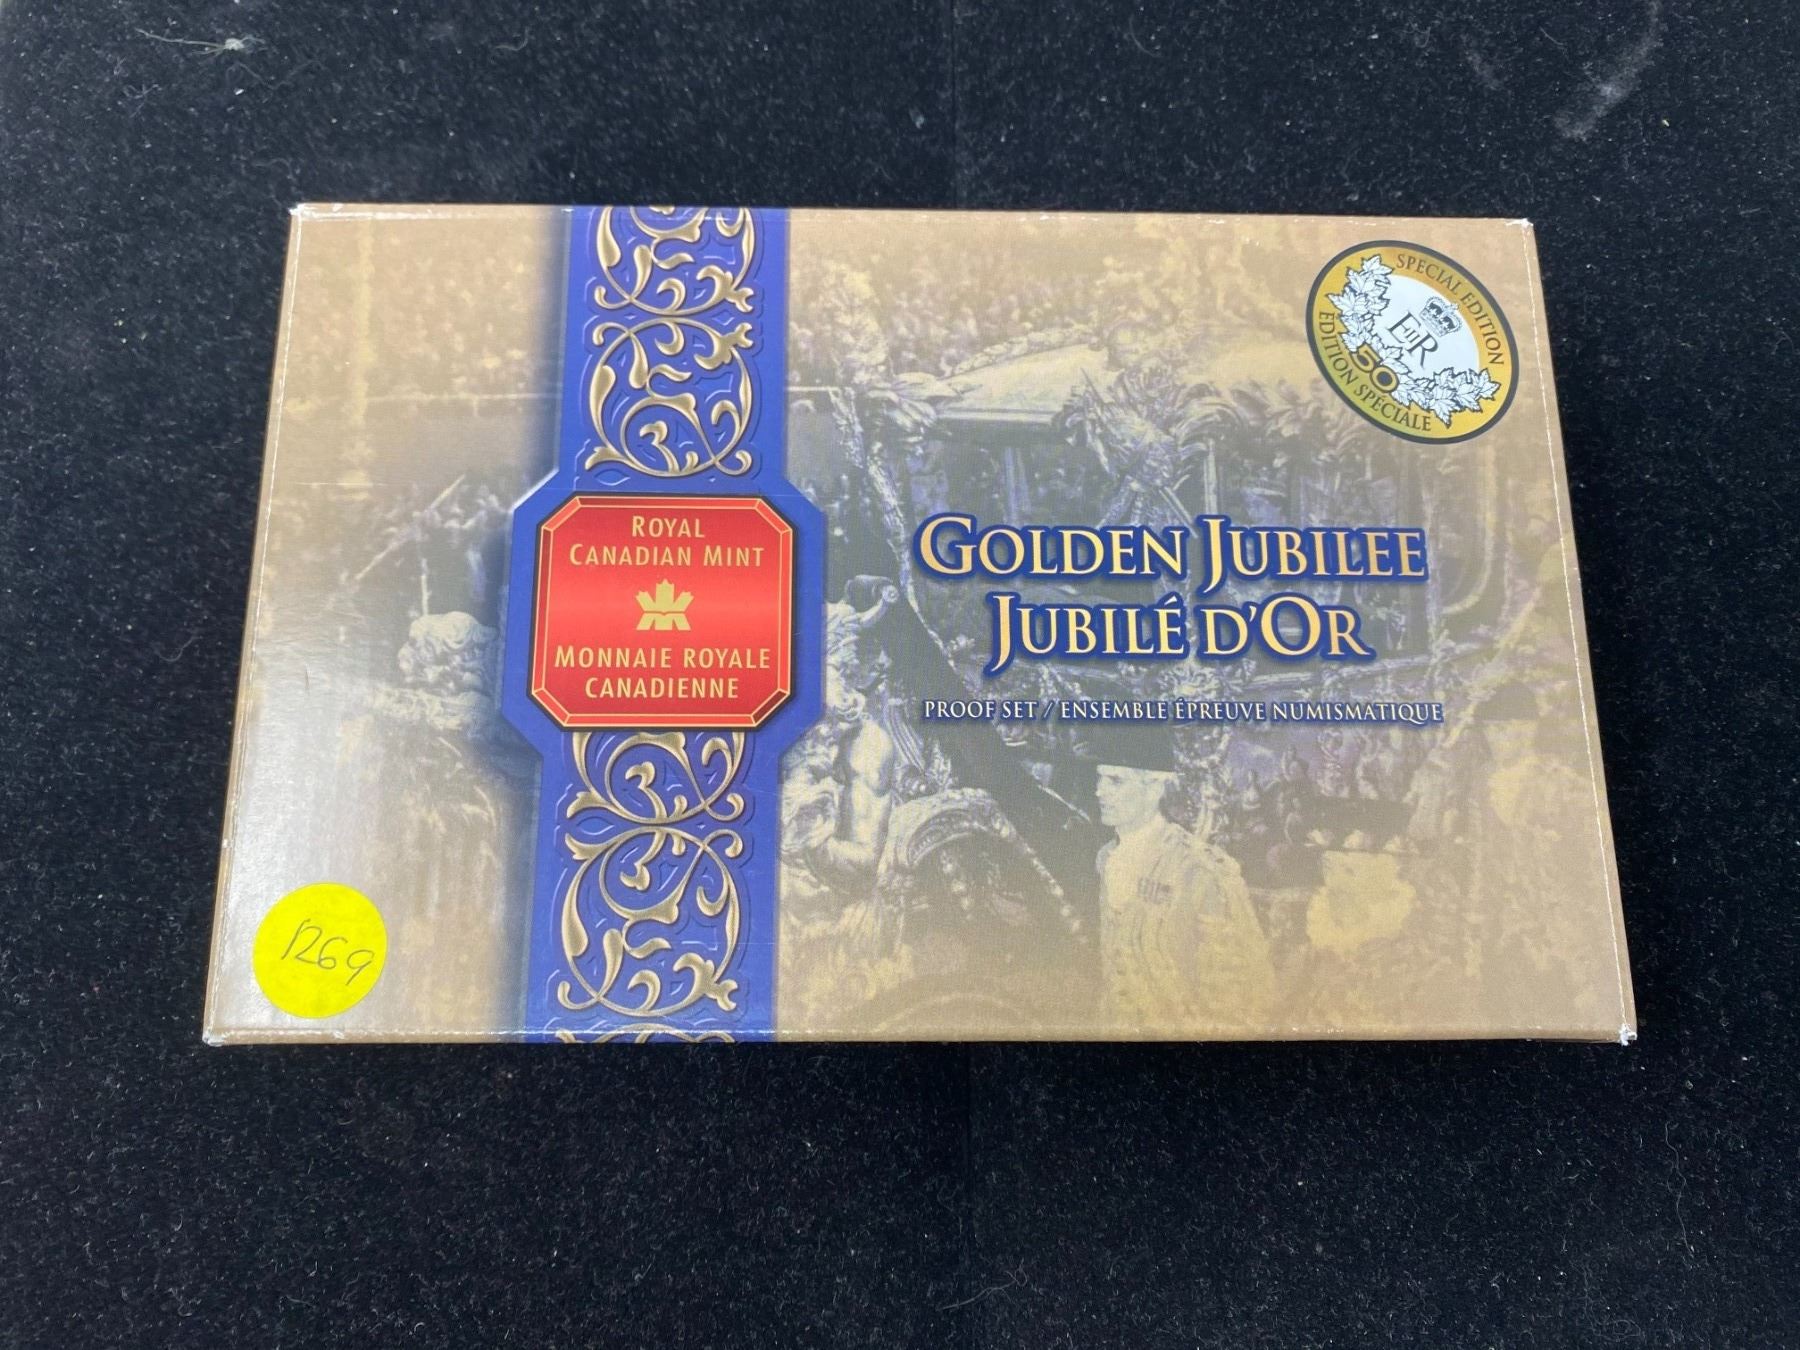 SPECIAL EDITION
EIIR
50
ÉDITION SPÉCIALE
ROYAL
CANADIAN MINT
MONNAIE ROYALE
CANADIENNE
GOLDEN JUBILEE
JUBILÉ D'OR
PROOF SET / ENSEMBLE ÉPREUVE NUMISMATIQUE
1269